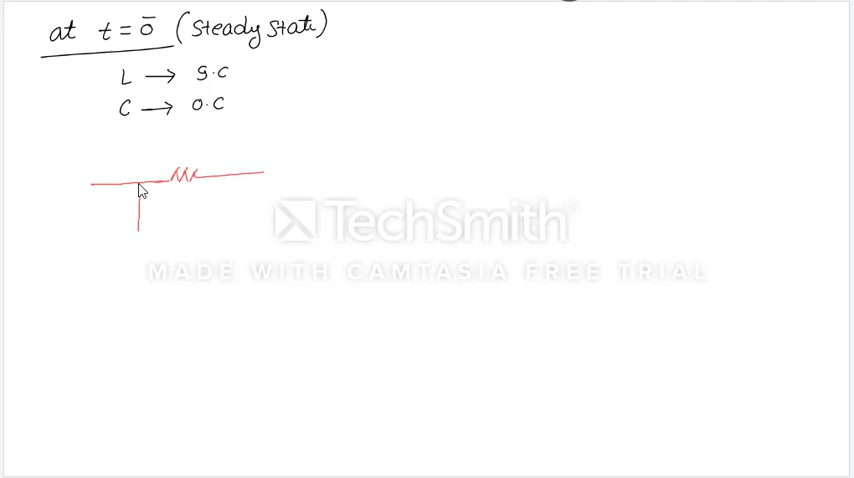 at t = 0̄ (Steady State)
L → S.C
C → O.C
TechSmith
MADE WITH CAMTASIA FREE TRIAL